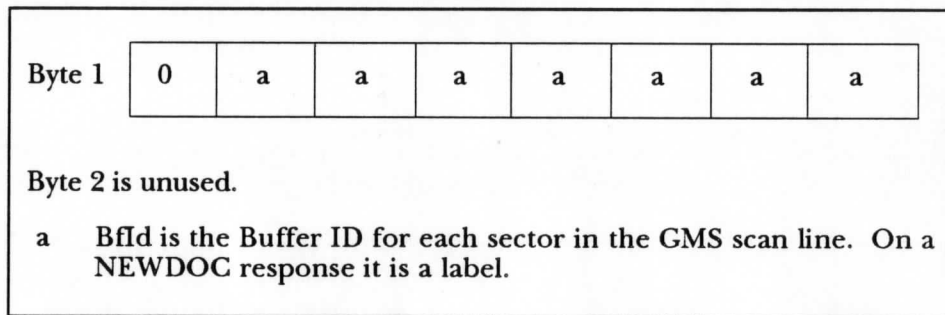 Byte 1 0 a a a a a a a
Byte 2 is unused.
a BfId is the Buffer ID for each sector in the GMS scan line. On a
NEWDOC response it is a label.